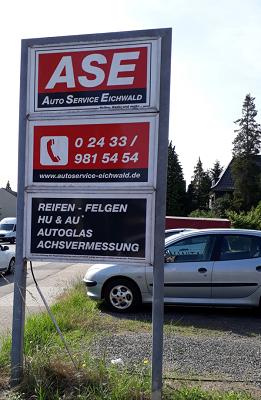 ASE
AUTO SERVICE EICHWALD
0 24 33 /
981 54 54
www.autoservice-eichwald.de
REIFEN - FELGEN
HU & AU
AUTOGLAS
ACHSVERMESSUNG